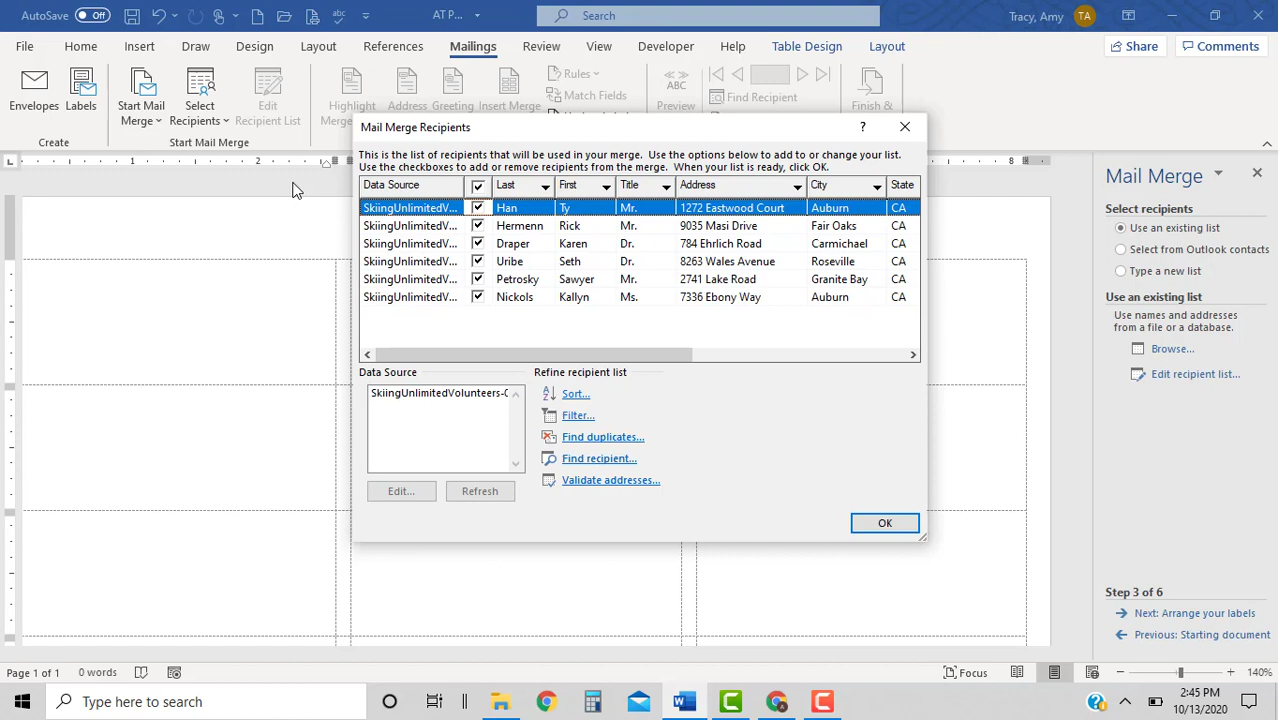 AutoSave Off AT P... Search Tracy, Amy TA
File Home Insert Draw Design Layout References Mailings Review View Developer Help Table Design Layout Share Comments
Envelopes Labels Start Mail Merge Select Recipients Edit Recipient List Highlight Address Greeting Insert Merge Rules Match Fields ABC Preview Find Recipient Finish &
Create Start Mail Merge
Mail Merge Recipients ?
This is the list of recipients that will be used in your merge. Use the options below to add to or change your list.
Use the checkboxes to add or remove recipients from the merge. When your list is ready, click OK.
Data Source Last First Title Address City State
SkiingUnlimitedV... Han Ty Mr. 1272 Eastwood Court Auburn CA
SkiingUnlimitedV... Hermenn Rick Mr. 9035 Masi Drive Fair Oaks CA
SkiingUnlimitedV... Draper Karen Dr. 784 Ehrlich Road Carmichael CA
SkiingUnlimitedV... Uribe Seth Dr. 8263 Wales Avenue Roseville CA
SkiingUnlimitedV... Petrosky Sawyer Mr. 2741 Lake Road Granite Bay CA
SkiingUnlimitedV... Nickols Kallyn Ms. 7336 Ebony Way Auburn CA
Data Source Refine recipient list
SkiingUnlimitedVolunteers-
Sort...
Filter...
Find duplicates...
Find recipient...
Validate addresses...
Edit... Refresh
OK
Mail Merge
Select recipients
Use an existing list
Select from Outlook contacts
Type a new list
Use an existing list
Use names and addresses
from a file or a database.
Browse...
Edit recipient list...
Step 3 of 6
Next: Arrange your labels
Previous: Starting document
1 2 8
Page 1 of 1 0 words Focus 140%
Type here to search
2:45 PM
10/13/2020